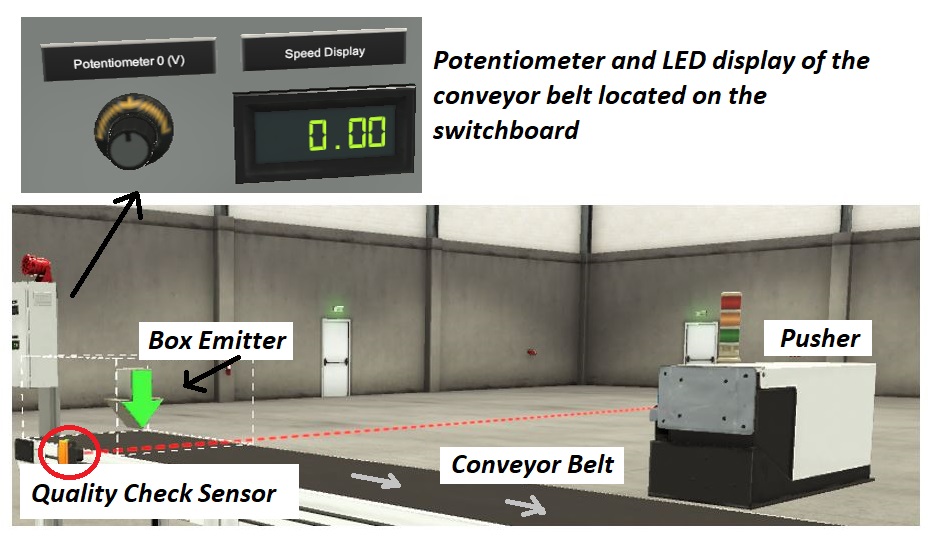 Potentiometer 0 (V)
Speed Display
0.00
Potentiometer and LED display of the
conveyor belt located on the
switchboard
Box Emitter
Pusher
Conveyor Belt
Quality Check Sensor